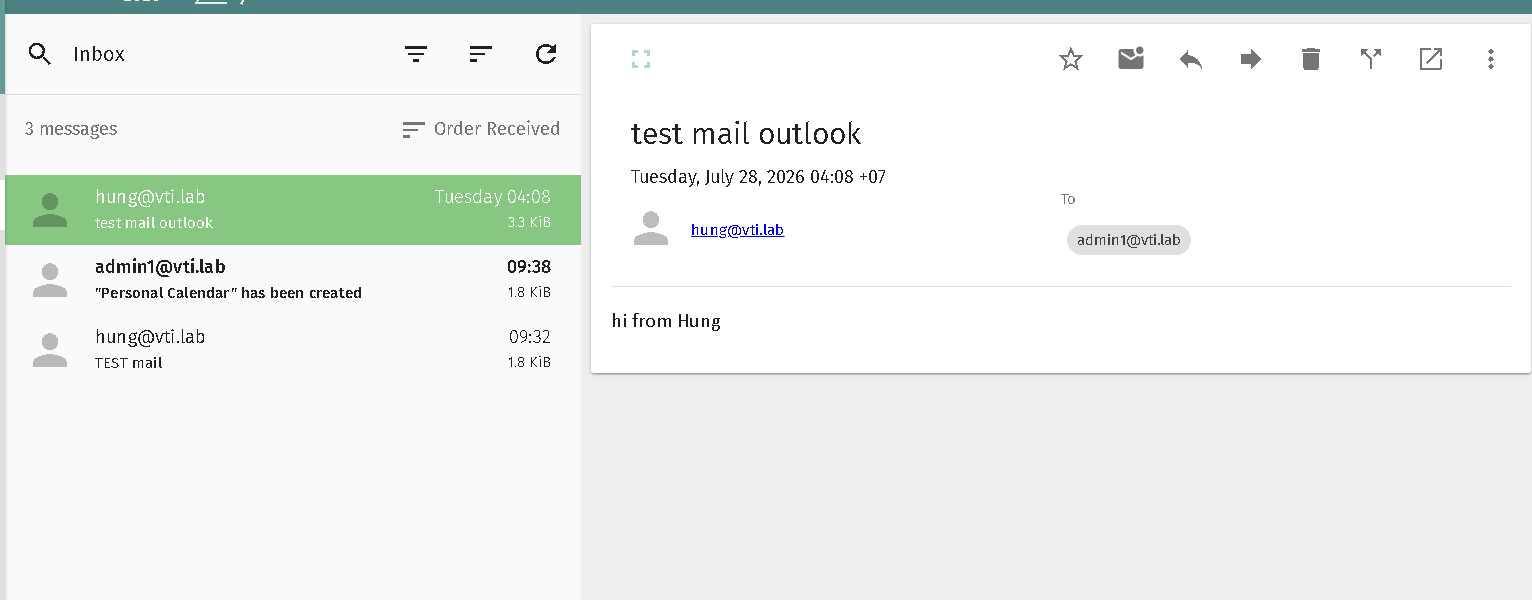 Inbox
3 messages
Order Received
hung@vti.lab
Tuesday 04:08
test mail outlook
3.3 KiB
admin1@vti.lab
09:38
"Personal Calendar" has been created
1.8 KiB
hung@vti.lab
09:32
TEST mail
1.8 KiB
test mail outlook
Tuesday, July 28, 2026 04:08 +07
hung@vti.lab
To
admin1@vti.lab
hi from Hung